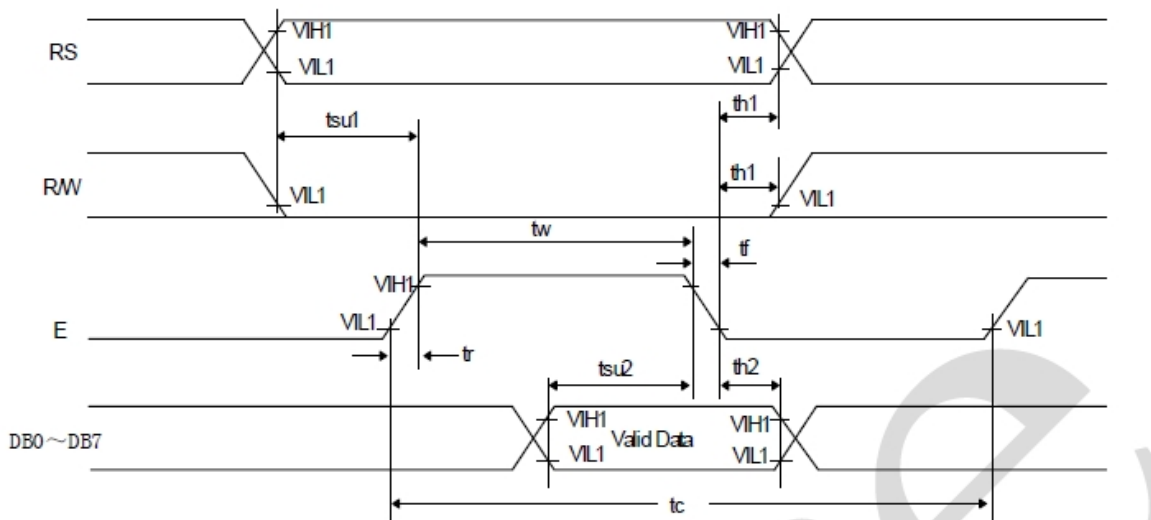 RS
VIH1
VIL1
VIH1
VIL1
tsu1
th1
R/W
VIL1
th1
VIL1
tw
tf
E
VIH1
VIL1
tr
VIL1
tsu2
th2
DB0～DB7
VIH1
VIL1
Valid Data
VIH1
VIL1
tc